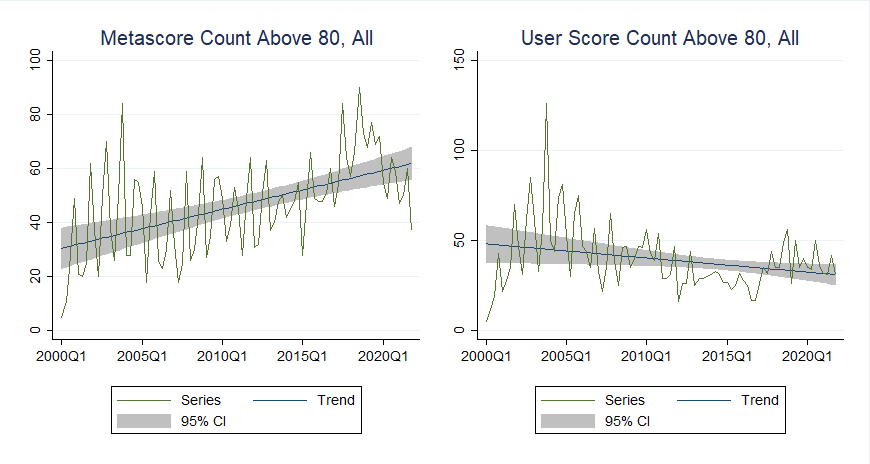 Metascore Count Above 80, All
100
80
60
40
20
0
2000Q1 2005Q1 2010Q1 2015Q1 2020Q1
Series Trend
95% CI
User Score Count Above 80, All
150
100
50
0
2000Q1 2005Q1 2010Q1 2015Q1 2020Q1
Series Trend
95% CI